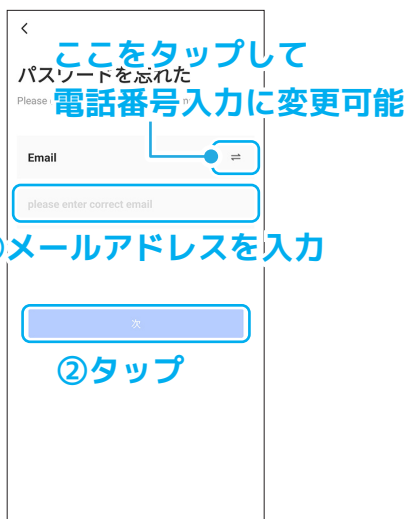 ここをタップして
パスワードを忘れた
Please
電話番号入力に変更可能
Email
please enter correct email
メールアドレスを入力
次
②タップ